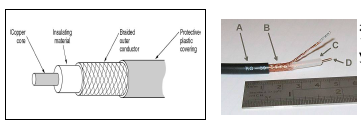 Copper
core
Insulating
material
Braided
outer
conductor
Protective
plastic
covering
A
B
C
D